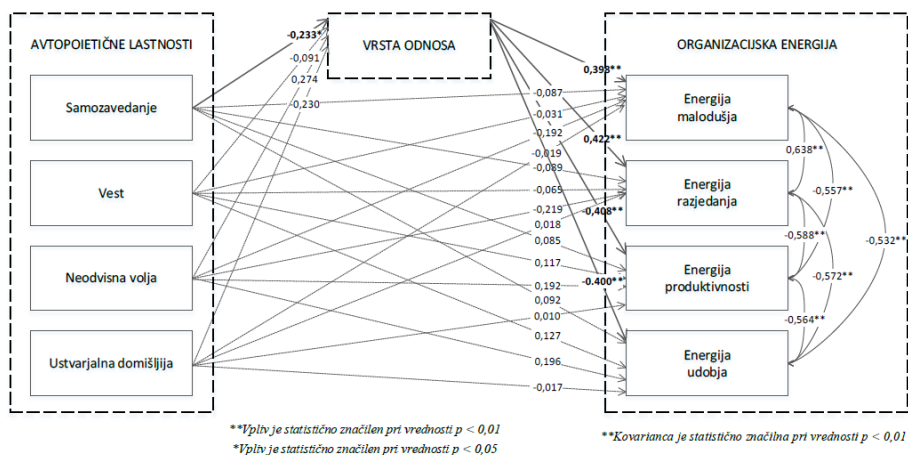 AVTOPOIETIČNE LASTNOSTI
Samozavedanje
Vest
Neodvisna volja
Ustvarjalna domišljija
VRSTA ODNOSA
-0,233*
-0,091
0,274
-0,230
0,393**
0,422**
-0,408**
-0.400**
-0,087
-0,031
-0,192
-0,019
-0,089
-0,065
-0,219
0,018
0,085
0,117
0,192
0,092
0,010
0,127
0,196
-0,017
ORGANIZACIJSKA ENERGIJA
Energija
malodušja
Energija
razjedanja
Energija
produktivnosti
Energija
udobja
0,638**
-0,557**
-0,588**
-0,532**
-0,572**
-0,564**
**Vpliv je statistično značilen pri vrednosti p < 0,01
*Vpliv je statistično značilen pri vrednosti p < 0,05
**Kovarianca je statistično značilna pri vrednosti p < 0,01